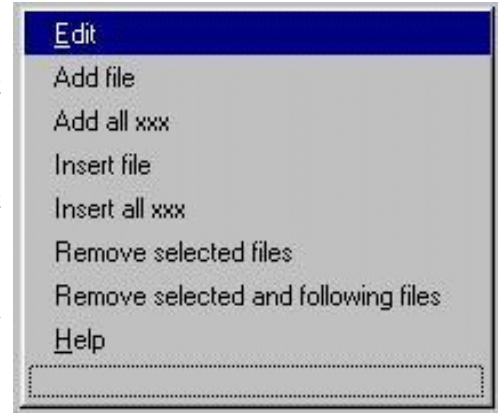 Edit
Add file
Add all xxx
Insert file
Insert all xxx
Remove selected files
Remove selected and following files
Help